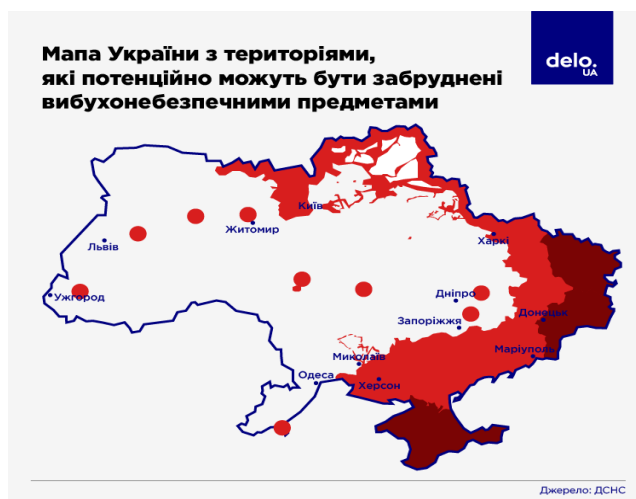 Мапа України з територіями,
які потенційно можуть бути забруднені
вибухонебезпечними предметами
delo.
UA
Київ
Житомир
Львів
Харкі
Ужгород
Дніпро
Донецьк
Запоріжжя
Маріуполь
Миколаїв
Одеса
Херсон
Джерело: ДСНС